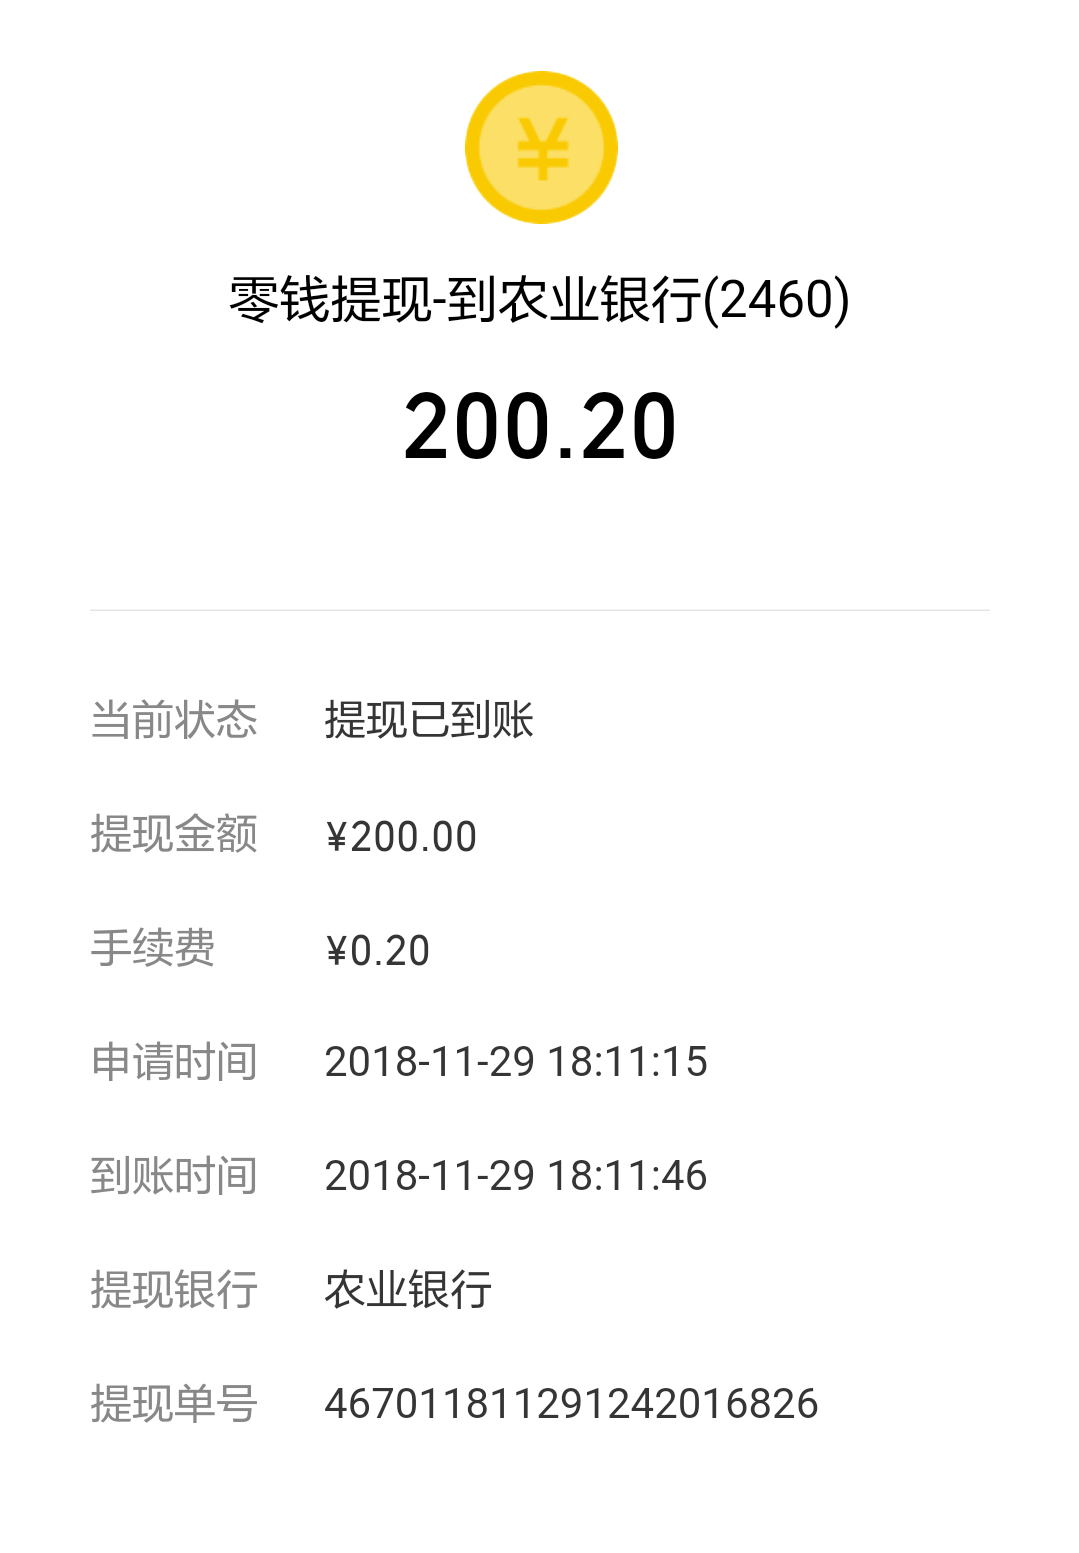 ¥
零钱提现-到农业银行(2460)
200.20
当前状态 提现已到账
提现金额 ¥200.00
手续费 ¥0.20
申请时间 2018-11-29 18:11:15
到账时间 2018-11-29 18:11:46
提现银行 农业银行
提现单号 467011811291242016826